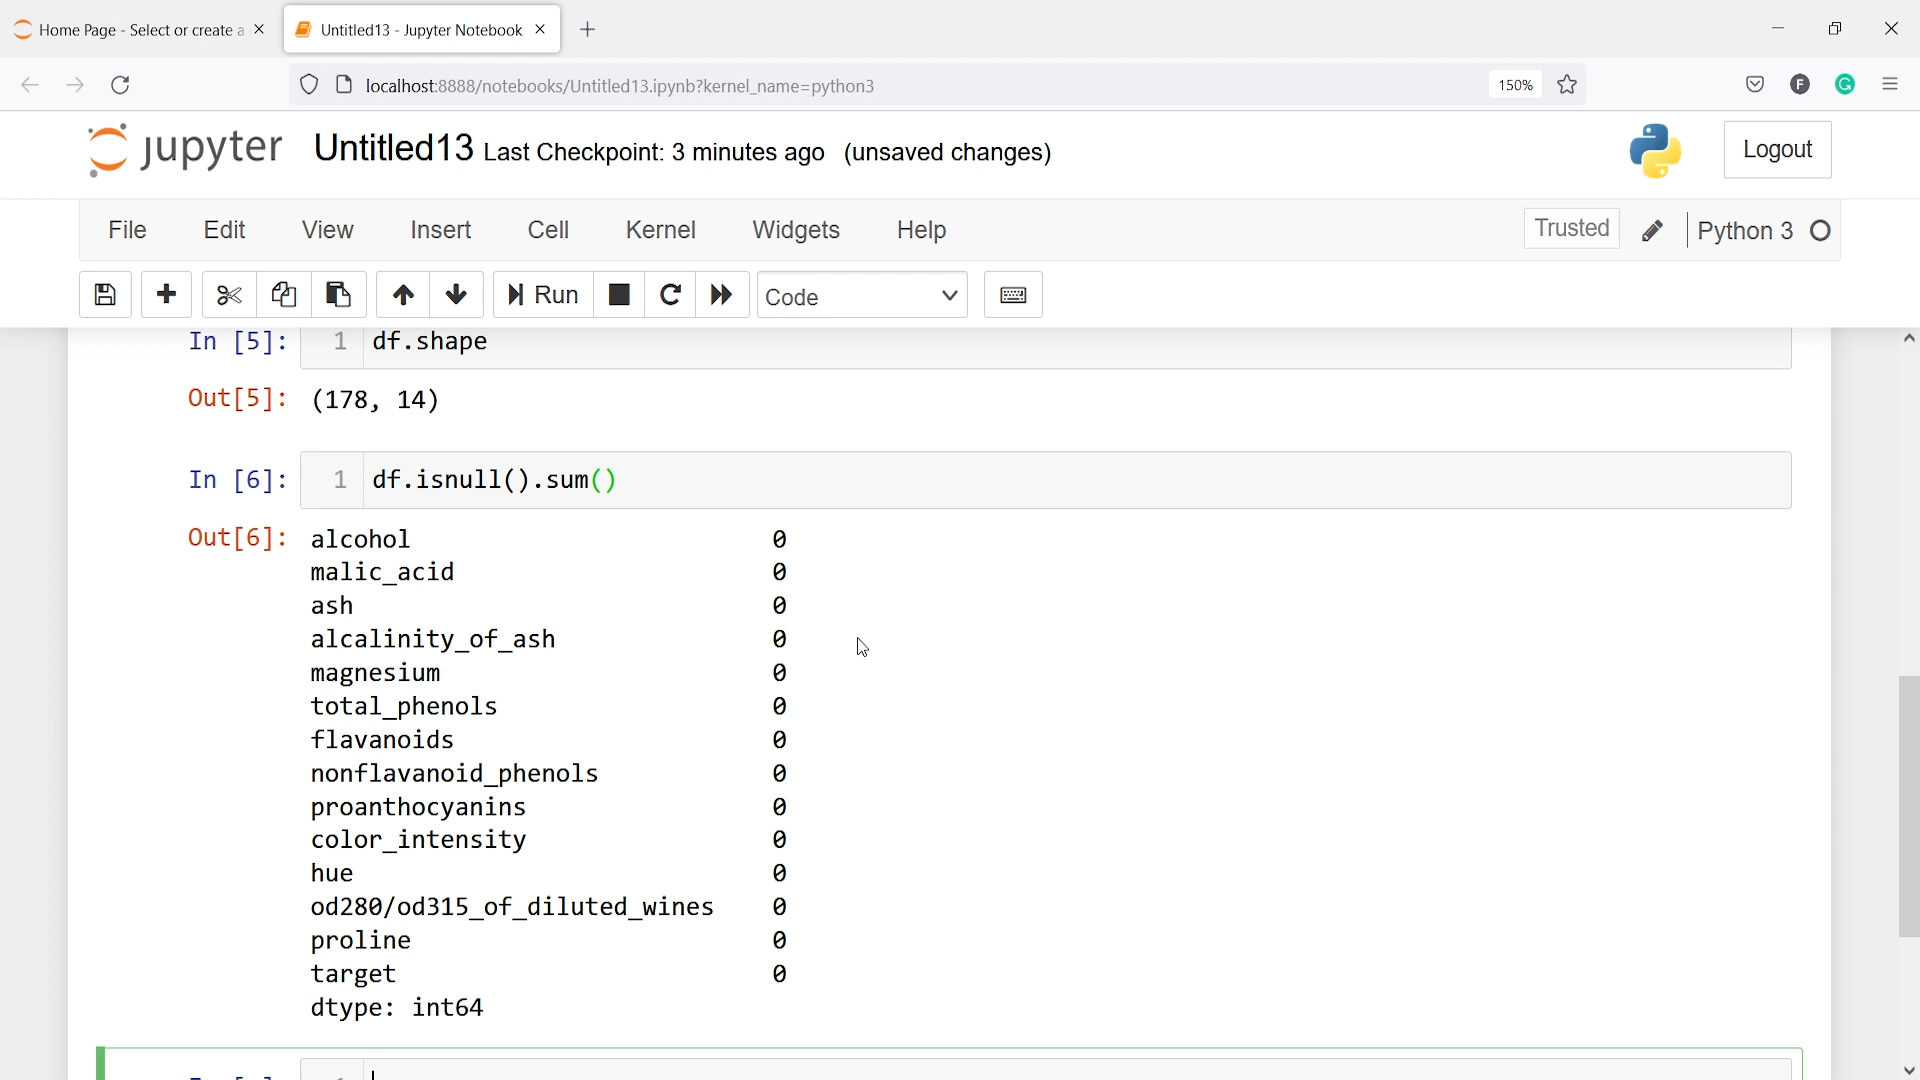 Home Page - Select or create a
Untitled13 - Jupyter Notebook
localhost:8888/notebooks/Untitled13.ipynb?kernel_name=python3
150%
F
G
jupyter Untitled13 Last Checkpoint: 3 minutes ago (unsaved changes)
Logout
File Edit View Insert Cell Kernel Widgets Help
Trusted
Python 3
Run
Code
In [5]: 1 df.shape
Out[5]: (178, 14)
In [6]: 1 df.isnull().sum()
Out[6]: alcohol 0
malic_acid 0
ash 0
alcalinity_of_ash 0
magnesium 0
total_phenols 0
flavanoids 0
nonflavanoid_phenols 0
proanthocyanins 0
color_intensity 0
hue 0
od280/od315_of_diluted_wines 0
proline 0
target 0
dtype: int64